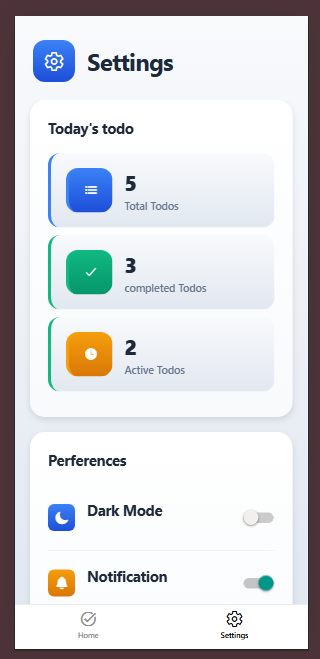 Settings
Today's todo
5
Total Todos
3
completed Todos
2
Active Todos
Perferences
Dark Mode
Notification
Home
Settings